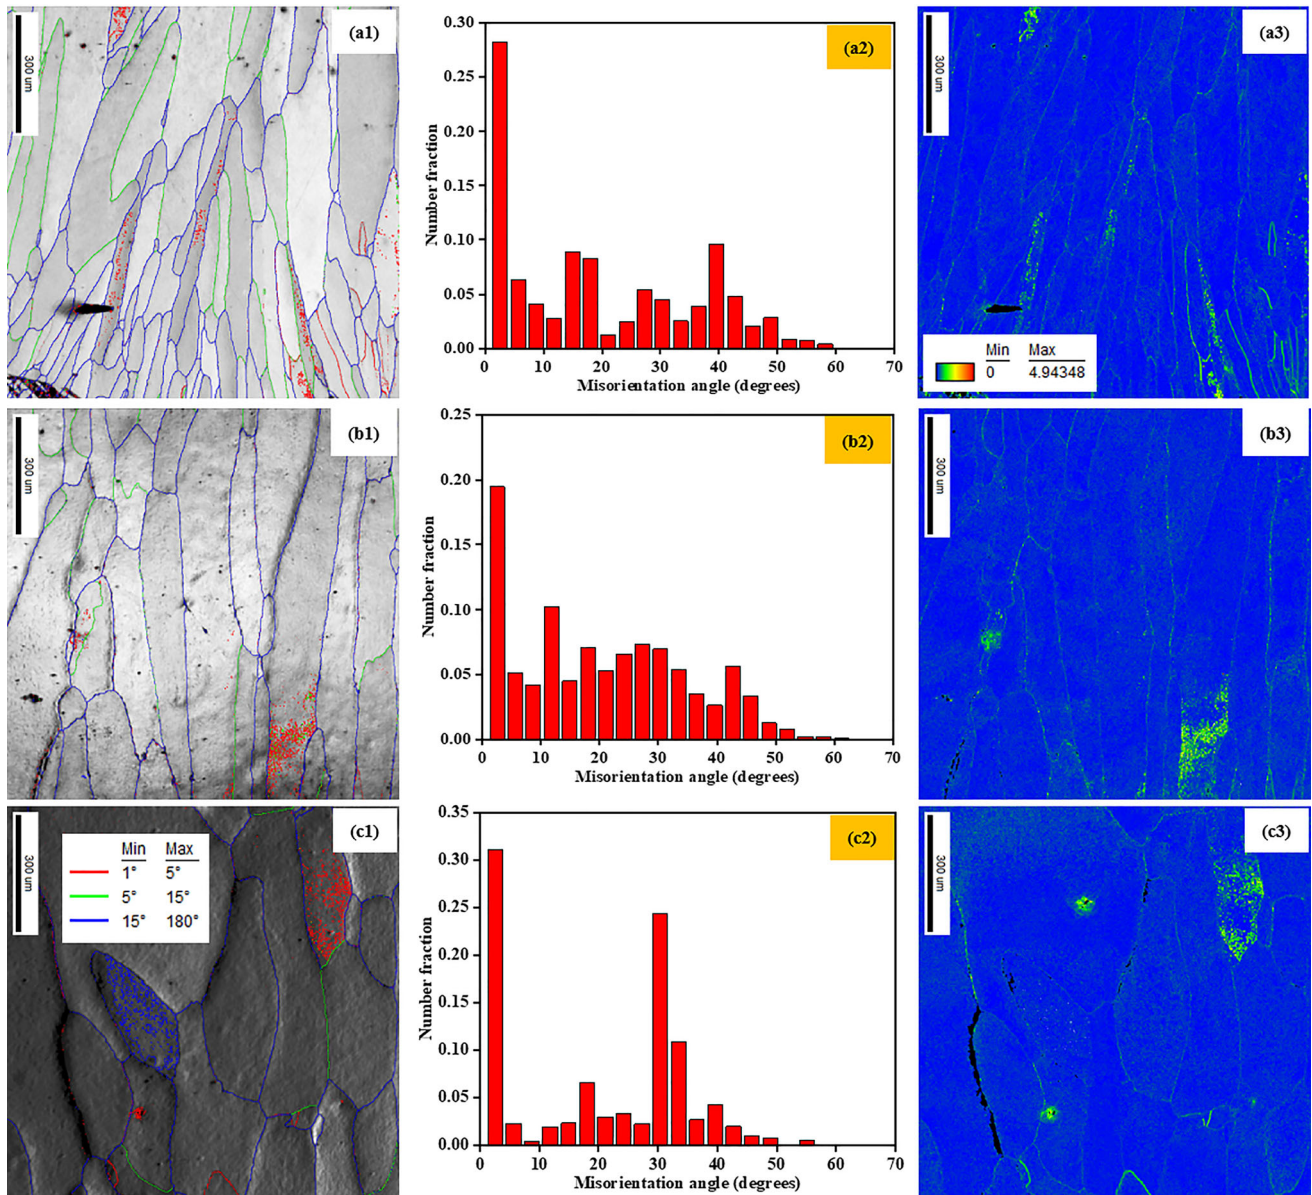 (a1)
300 um
0.30
0.25
0.20
0.15
0.10
0.05
0.00
Number fraction
(a2)
0 10 20 30 40 50 60 70
Misorientation angle (degrees)
(a3)
300 um
Min Max
0 4.94348
(b1)
300 um
0.25
0.20
0.15
0.10
0.05
0.00
Number fraction
(b2)
0 10 20 30 40 50 60 70
Misorientation angle (degrees)
(b3)
300 um
(c1)
300 um
Min Max
1° 5°
5° 15°
15° 180°
0.35
0.30
0.25
0.20
0.15
0.10
0.05
0.00
Number fraction
(c2)
0 10 20 30 40 50 60 70
Misorientation angle (degrees)
(c3)
300 um